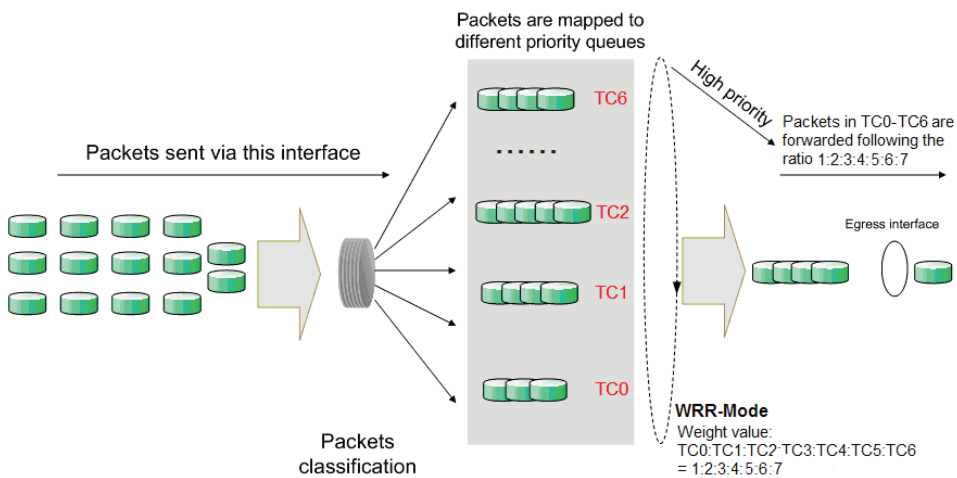 Packets are mapped to
different priority queues
High priority
TC6
Packets in TC0-TC6 are
forwarded following the
ratio 1:2:3:4:5:6:7
Packets sent via this interface
......
TC2
Egress interface
TC1
TC0
WRR-Mode
Weight value:
TC0:TC1:TC2:TC3:TC4:TC5:TC6
= 1:2:3:4:5:6:7
Packets
classification